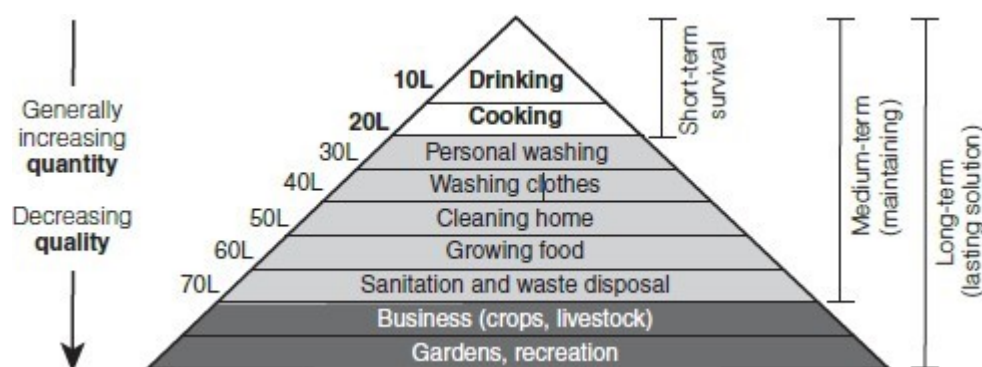 Generally
increasing
quantity
Decreasing
quality
10L
Drinking
20L
Cooking
30L
Personal washing
40L
Washing clothes
50L
Cleaning home
60L
Growing food
70L
Sanitation and waste disposal
Business (crops, livestock)
Gardens, recreation
Short-term
survival
Medium-term
(maintaining)
Long-term
(lasting solution)